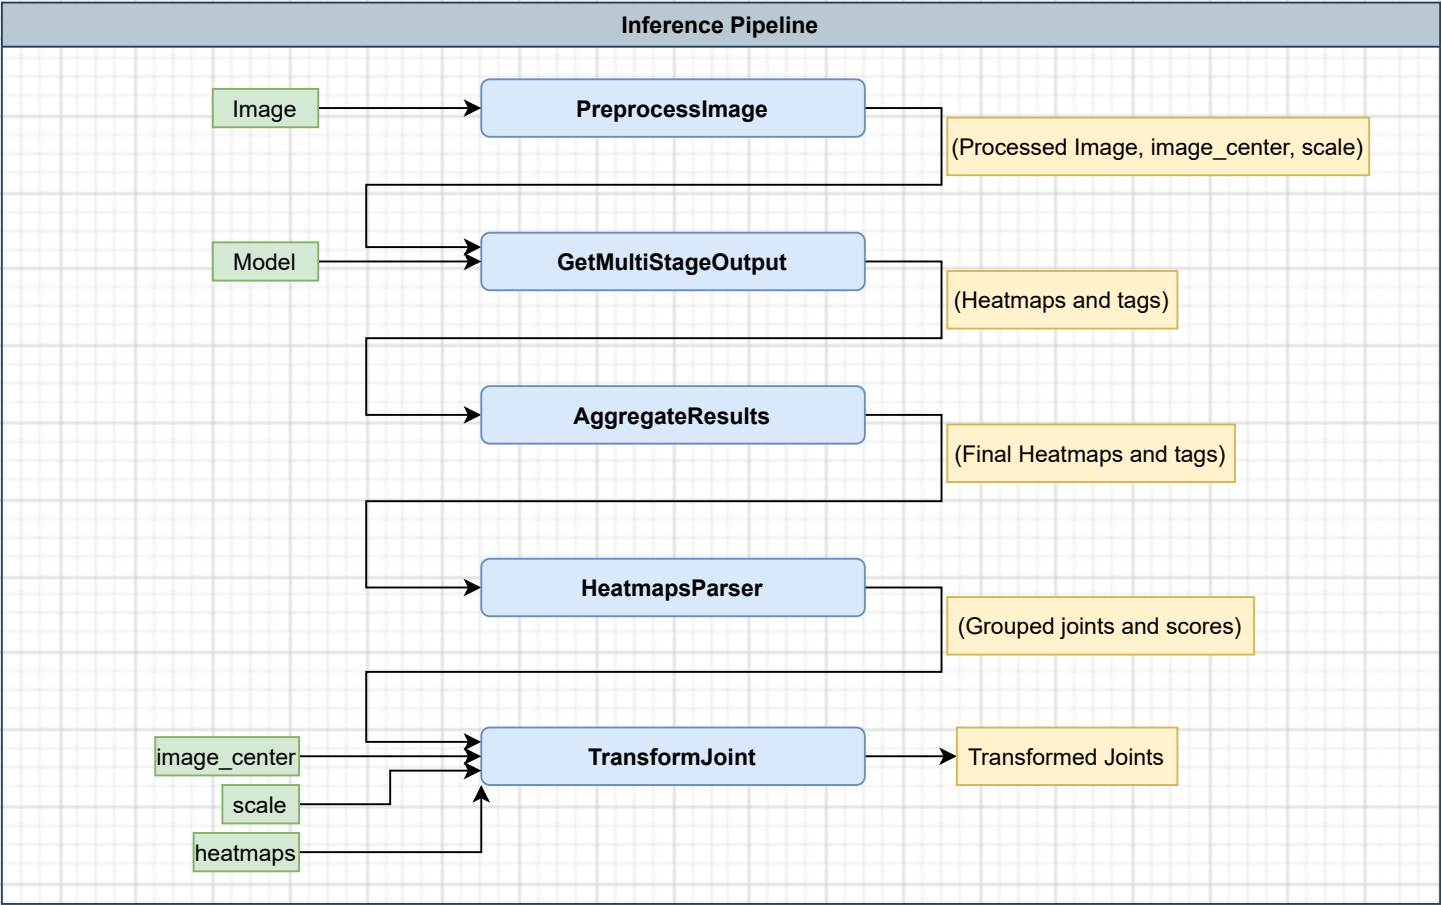 Inference Pipeline
Image
PreprocessImage
(Processed Image, image_center, scale)
Model
GetMultiStageOutput
(Heatmaps and tags)
AggregateResults
(Final Heatmaps and tags)
HeatmapsParser
(Grouped joints and scores)
image_center
TransformJoint
Transformed Joints
scale
heatmaps